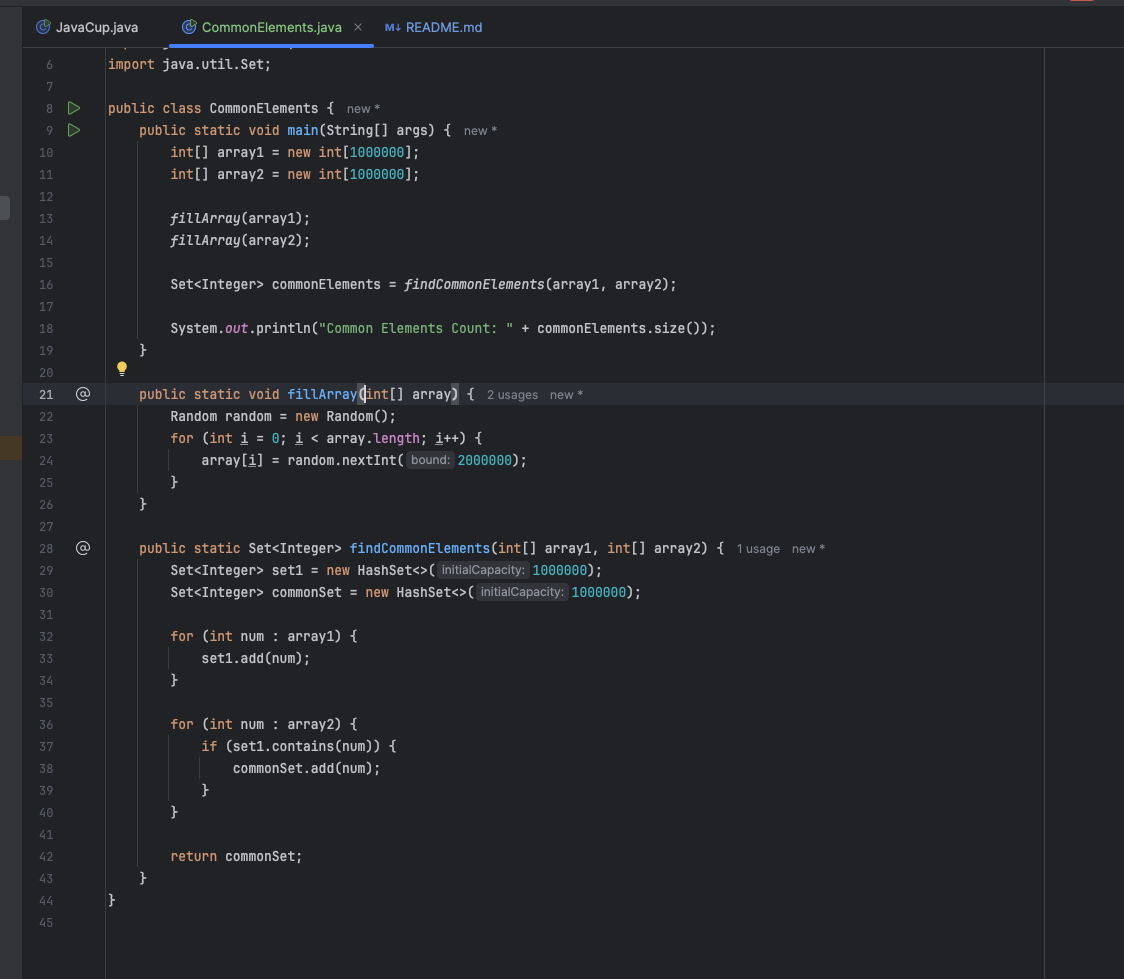 JavaCup.java CommonElements.java × M↓ README.md
6 import java.util.Set;
7
8 public class CommonElements { new *
9 public static void main(String[] args) { new *
10 int[] array1 = new int[1000000];
11 int[] array2 = new int[1000000];
12
13 fillArray(array1);
14 fillArray(array2);
15
16 Set<Integer> commonElements = findCommonElements(array1, array2);
17
18 System.out.println("Common Elements Count: " + commonElements.size());
19 }
20
21 @ public static void fillArray(int[] array) { 2 usages new *
22 Random random = new Random();
23 for (int i = 0; i < array.length; i++) {
24 array[i] = random.nextInt( bound: 2000000);
25 }
26 }
27
28 @ public static Set<Integer> findCommonElements(int[] array1, int[] array2) { 1 usage new *
29 Set<Integer> set1 = new HashSet<>( initialCapacity: 1000000);
30 Set<Integer> commonSet = new HashSet<>( initialCapacity: 1000000);
31
32 for (int num : array1) {
33 set1.add(num);
34 }
35
36 for (int num : array2) {
37 if (set1.contains(num)) {
38 commonSet.add(num);
39 }
40 }
41
42 return commonSet;
43 }
44 }
45